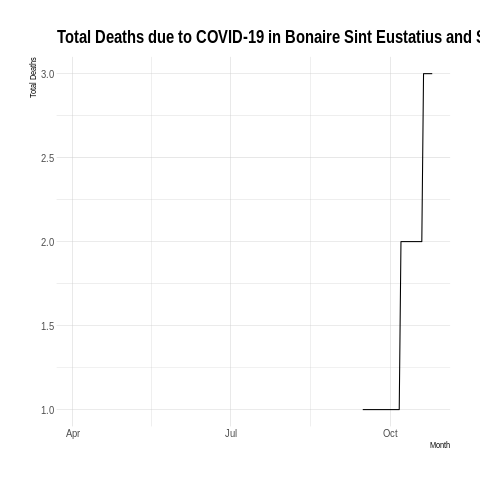 Total Deaths due to COVID-19 in Bonaire Sint Eustatius and S
Total Deaths
3.0
2.5
2.0
1.5
1.0
Apr Jul Oct
Month